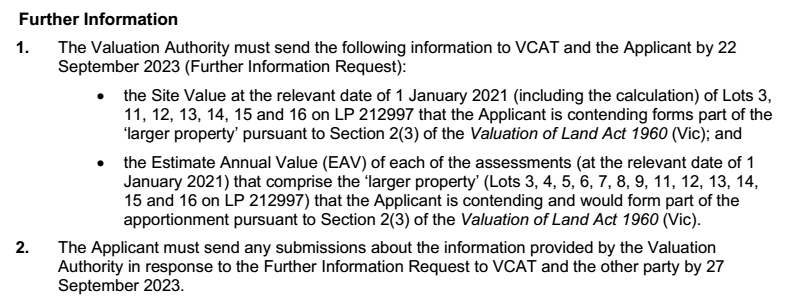 Further Information
1. The Valuation Authority must send the following information to VCAT and the Applicant by 22
September 2023 (Further Information Request):
• the Site Value at the relevant date of 1 January 2021 (including the calculation) of Lots 3,
11, 12, 13, 14, 15 and 16 on LP 212997 that the Applicant is contending forms part of the
‘larger property’ pursuant to Section 2(3) of the Valuation of Land Act 1960 (Vic); and
• the Estimate Annual Value (EAV) of each of the assessments (at the relevant date of 1
January 2021) that comprise the ‘larger property’ (Lots 3, 4, 5, 6, 7, 8, 9, 11, 12, 13, 14,
15 and 16 on LP 212997) that the Applicant is contending and would form part of the
apportionment pursuant to Section 2(3) of the Valuation of Land Act 1960 (Vic).
2. The Applicant must send any submissions about the information provided by the Valuation
Authority in response to the Further Information Request to VCAT and the other party by 27
September 2023.